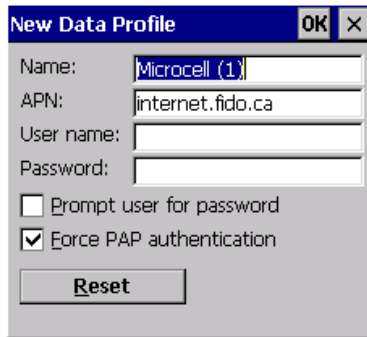 New Data Profile OK ×
Name: Microcell (1)
APN: internet.fido.ca
User name:
Password:
Prompt user for password
Force PAP authentication
Reset